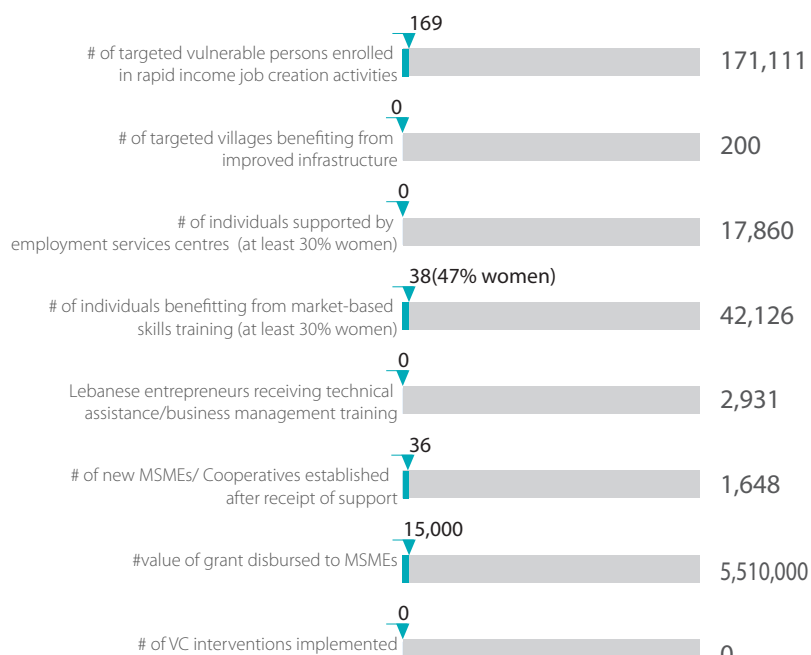 169
# of targeted vulnerable persons enrolled
in rapid income job creation activities
171,111
0
# of targeted villages benefiting from
improved infrastructure
200
0
# of individuals supported by
employment services centres (at least 30% women)
17,860
38(47% women)
# of individuals benefitting from market-based
skills training (at least 30% women)
42,126
0
Lebanese entrepreneurs receiving technical
assistance/business management training
2,931
36
# of new MSMEs/ Cooperatives established
after receipt of support
1,648
15,000
#value of grant disbursed to MSMEs
5,510,000
0
# of VC interventions implemented